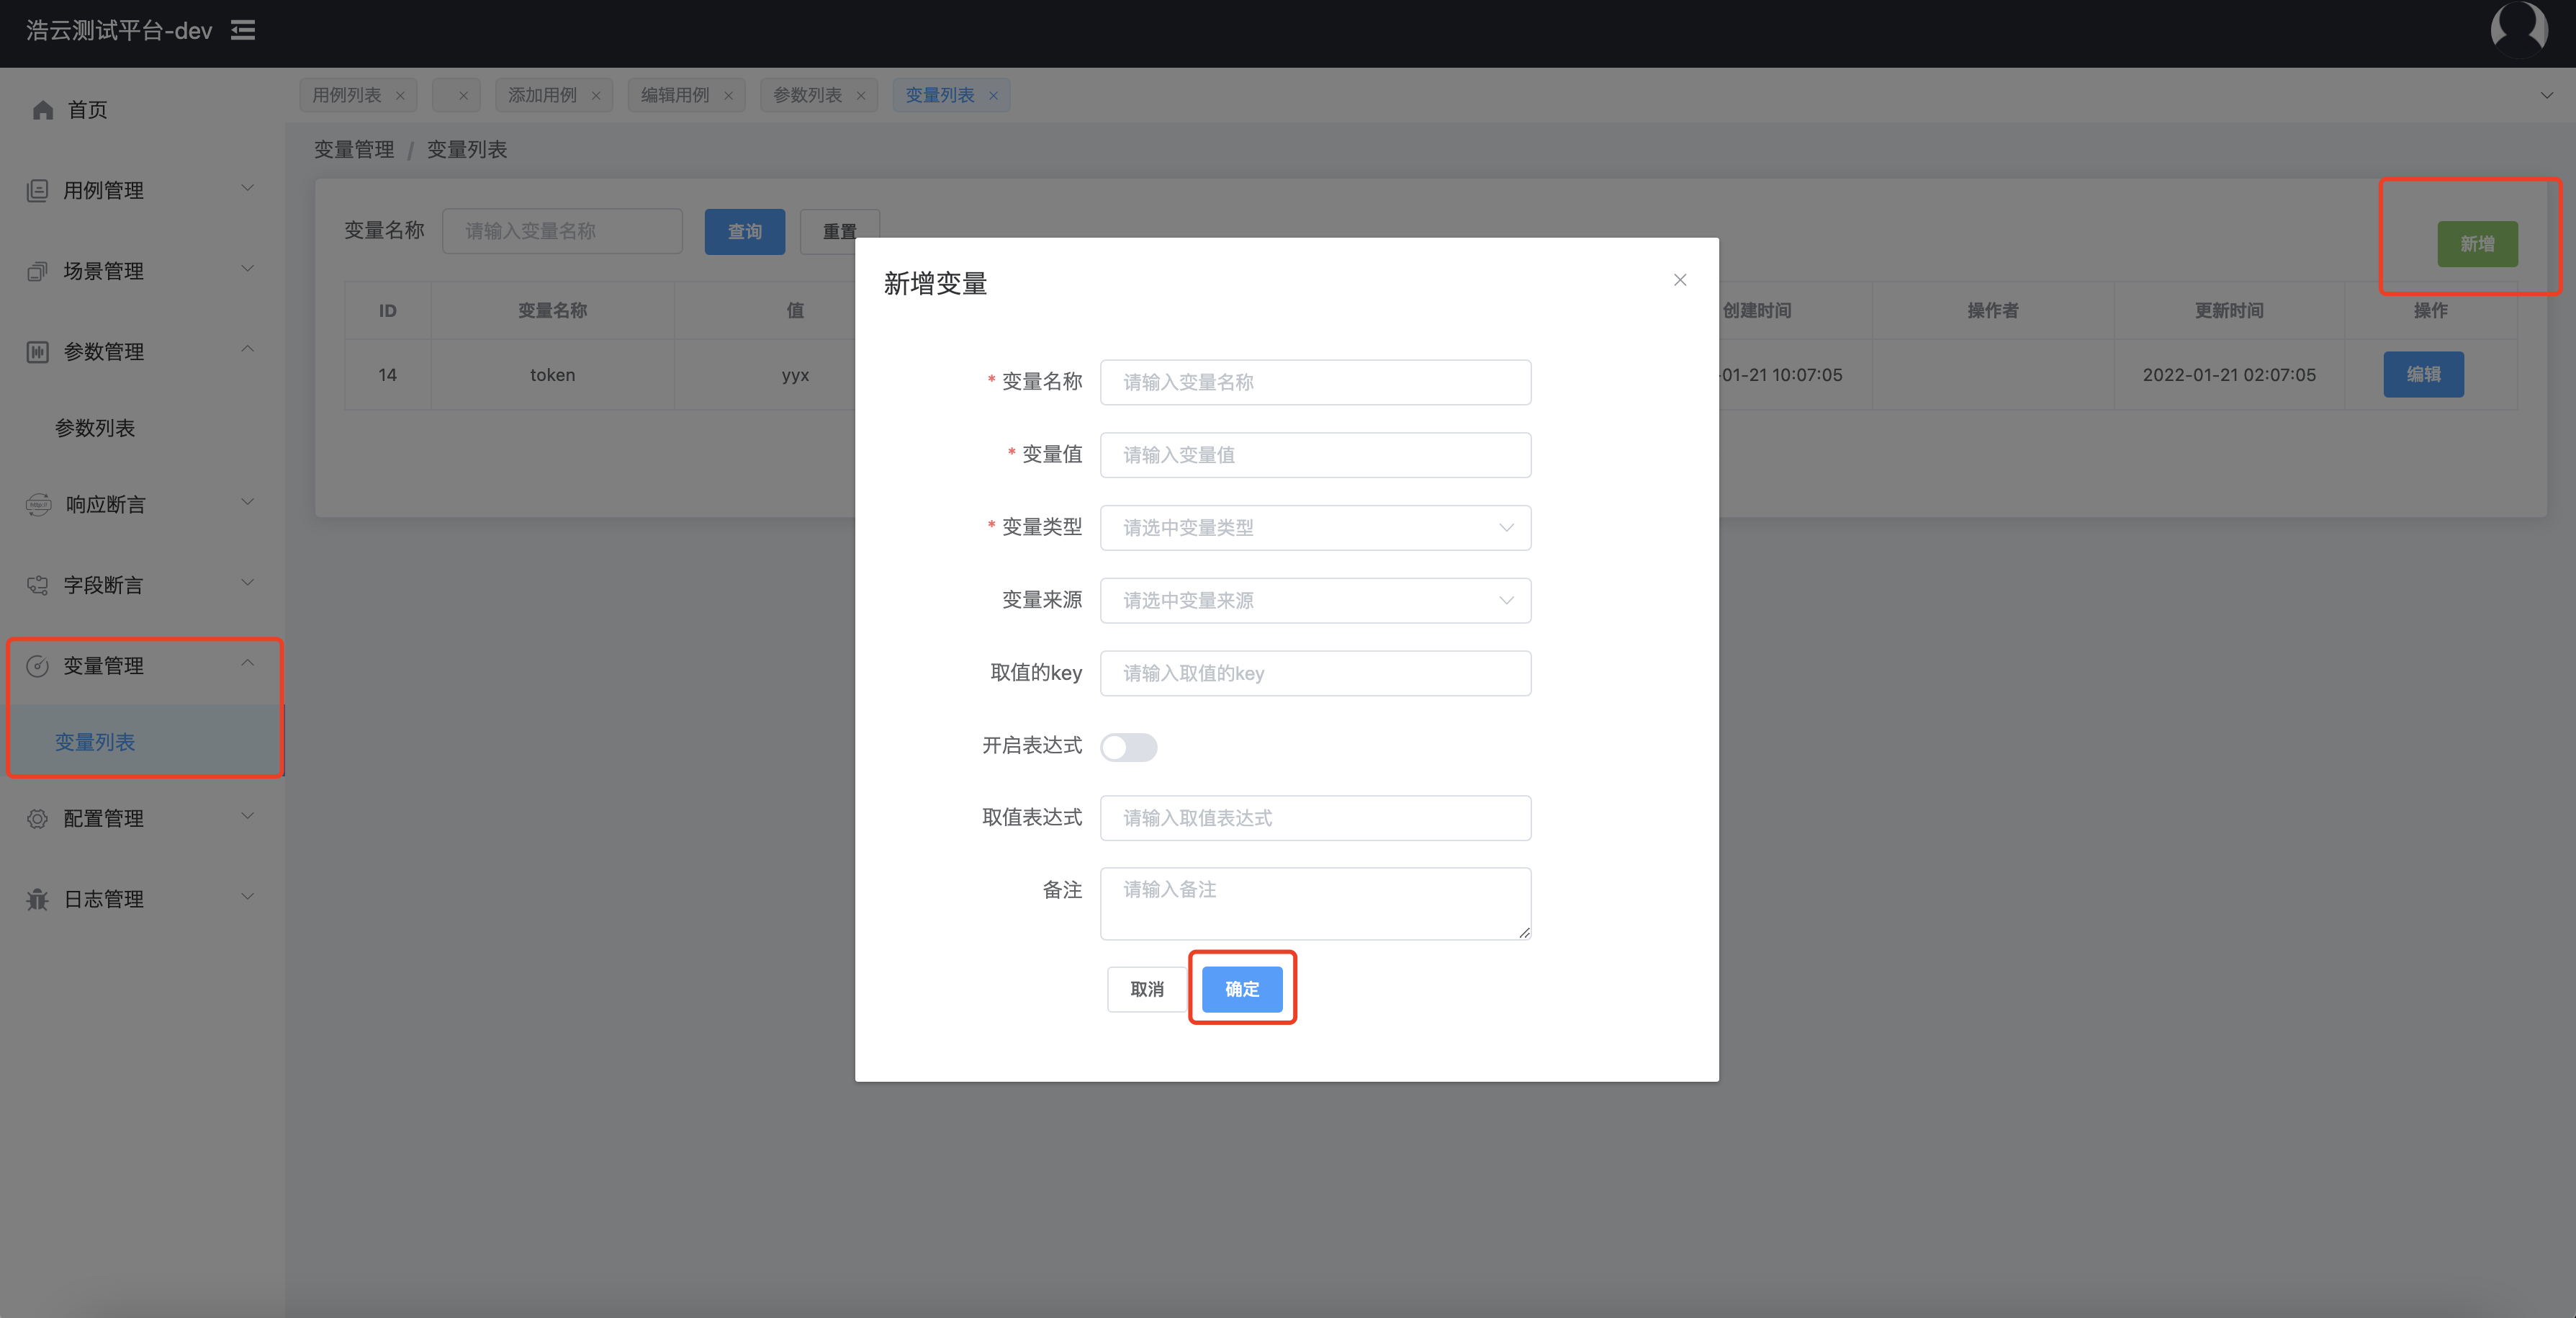 浩云测试平台-dev
用例列表
添加用例
编辑用例
参数列表
变量列表
变量管理 / 变量列表
首页
用例管理
场景管理
参数管理
参数列表
响应断言
字段断言
变量管理
变量列表
配置管理
日志管理
变量名称 请输入变量名称 查询 重置
新增
ID 变量名称 值 创建时间 操作者 更新时间 操作
14 token yyx -01-21 10:07:05 2022-01-21 02:07:05 编辑
新增变量
* 变量名称 请输入变量名称
* 变量值 请输入变量值
* 变量类型 请选中变量类型
变量来源 请选中变量来源
取值的key 请输入取值的key
开启表达式
取值表达式 请输入取值表达式
备注 请输入备注
取消 确定